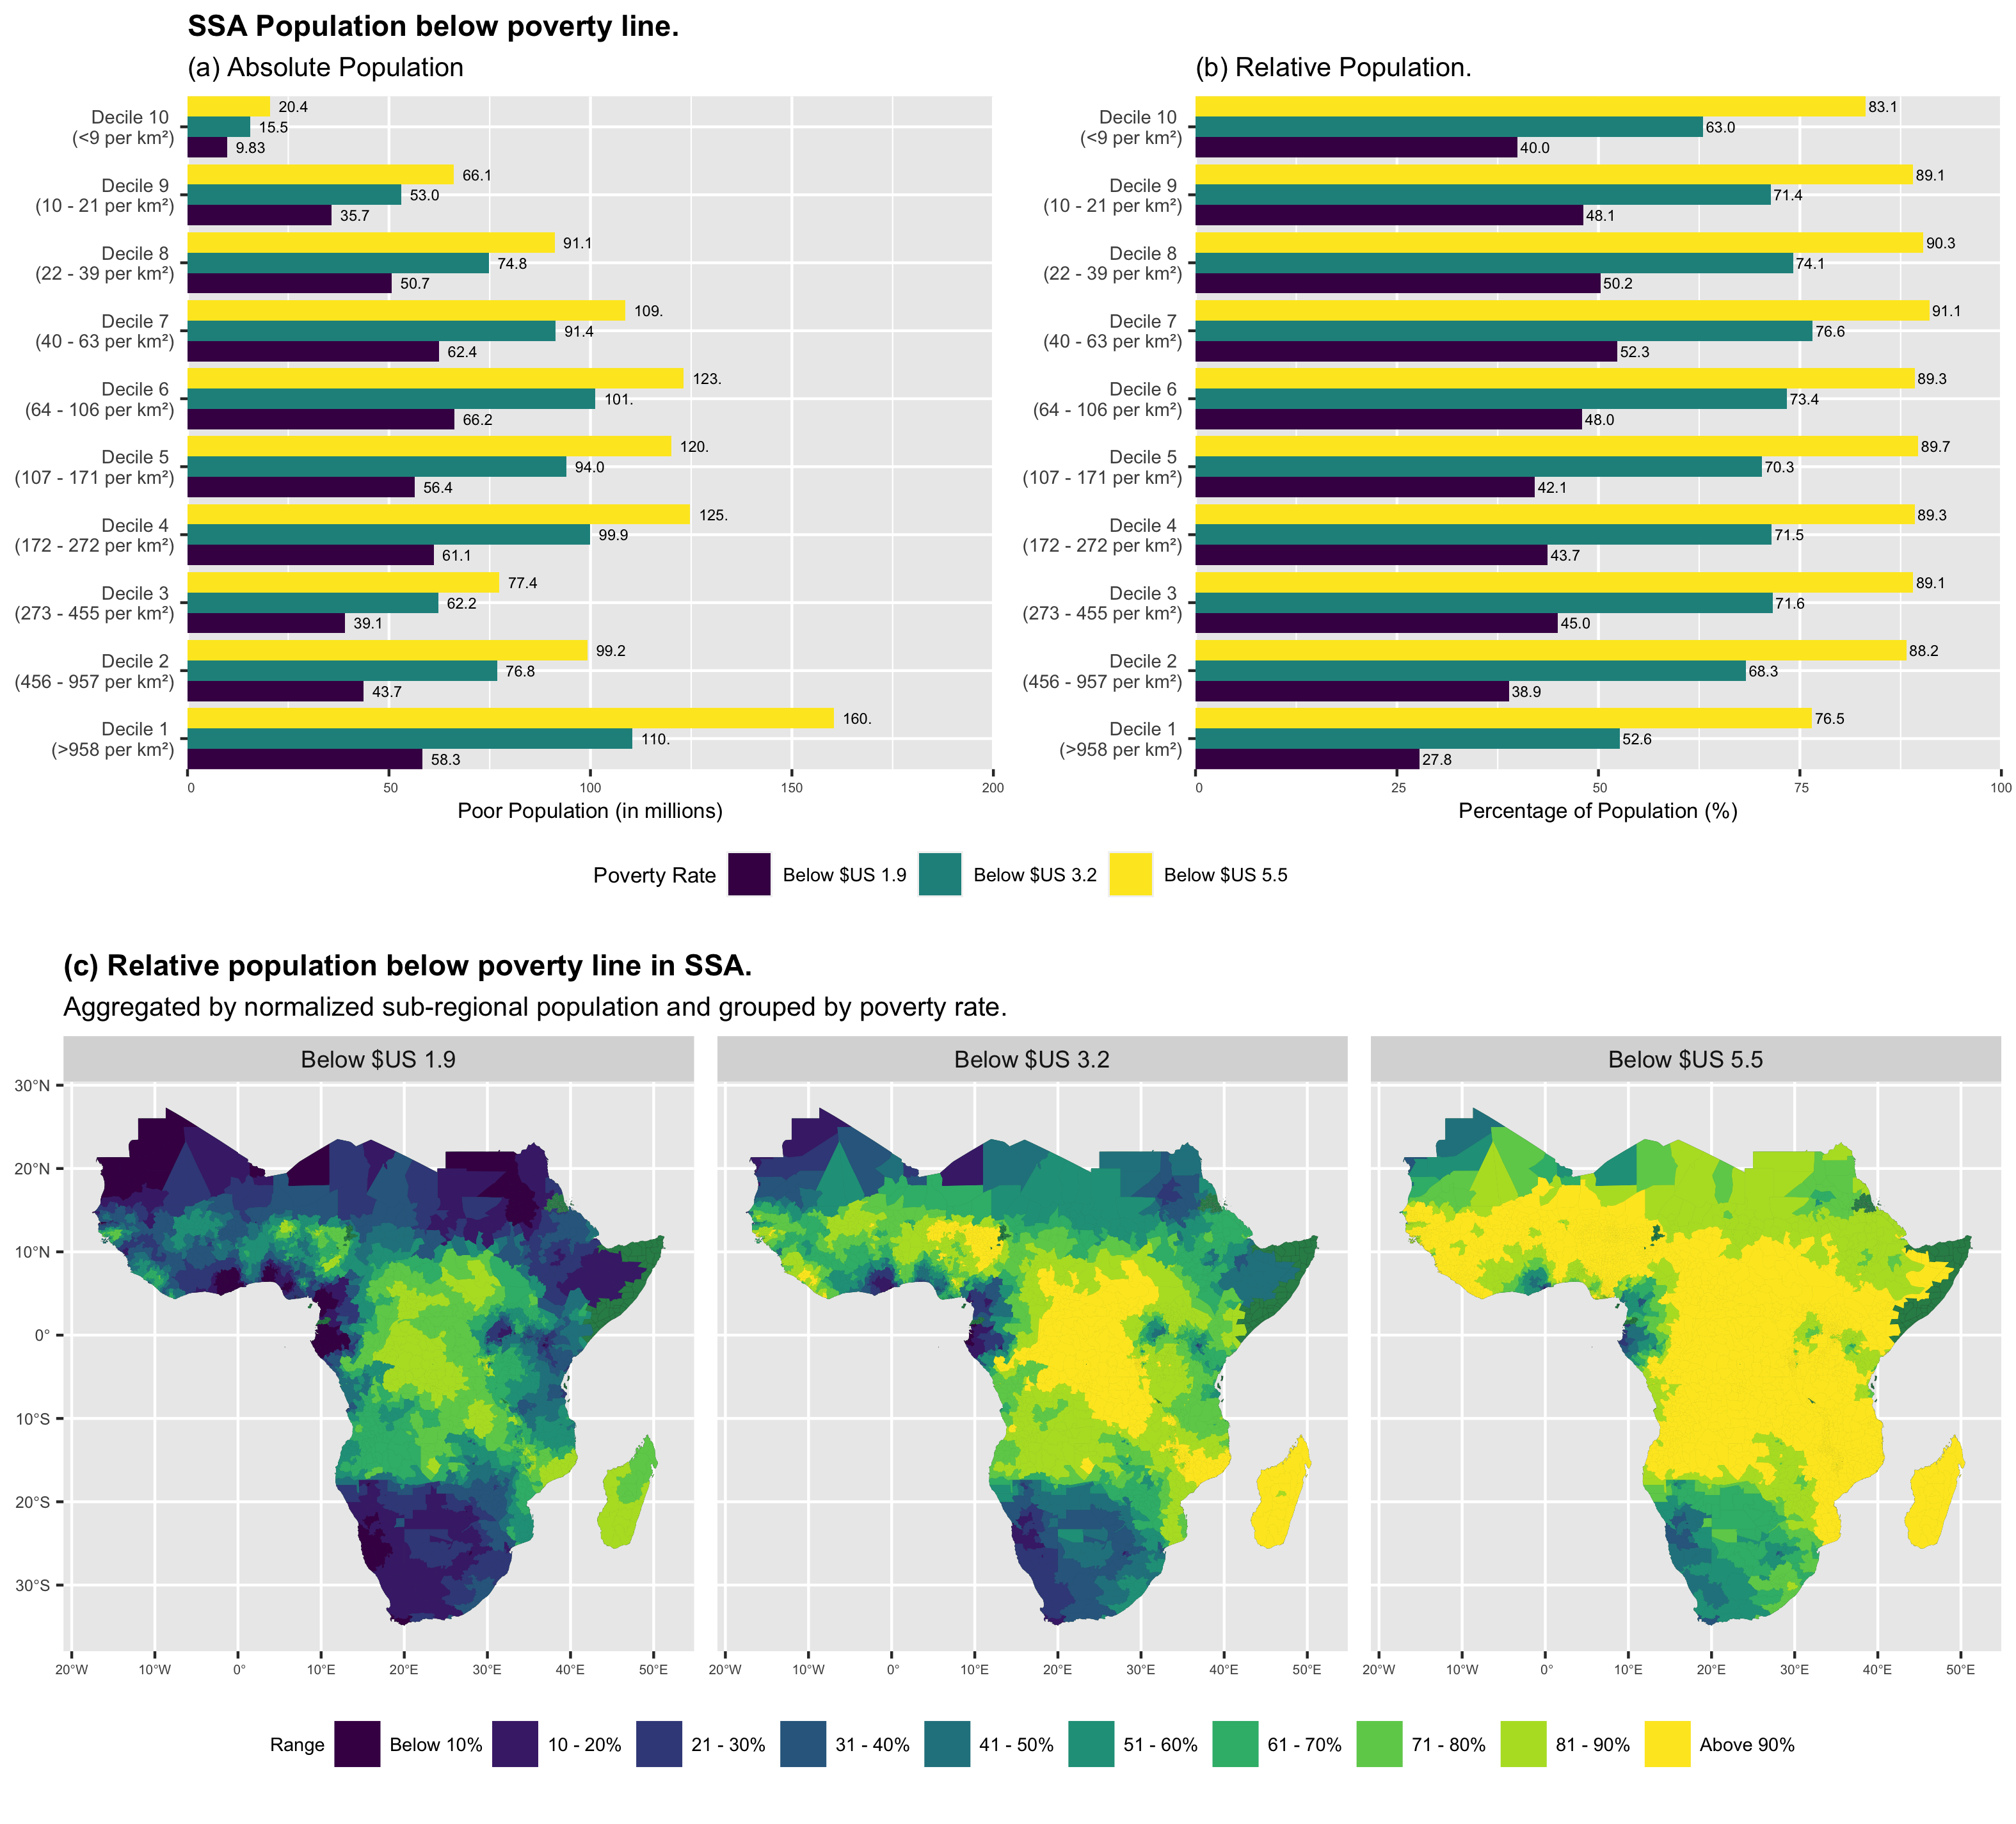 SSA Population below poverty line.
(a) Absolute Population
Decile 10
(<9 per km²)
20.4
15.5
9.83
Decile 9
(10 - 21 per km²)
66.1
53.0
35.7
Decile 8
(22 - 39 per km²)
91.1
74.8
50.7
Decile 7
(40 - 63 per km²)
109.
91.4
62.4
Decile 6
(64 - 106 per km²)
123.
101.
66.2
Decile 5
(107 - 171 per km²)
120.
94.0
56.4
Decile 4
(172 - 272 per km²)
125.
99.9
61.1
Decile 3
(273 - 455 per km²)
77.4
62.2
39.1
Decile 2
(456 - 957 per km²)
99.2
76.8
43.7
Decile 1
(>958 per km²)
160.
110.
58.3
0 50 100 150 200
Poor Population (in millions)
(b) Relative Population.
Decile 10
(<9 per km²)
83.1
63.0
40.0
Decile 9
(10 - 21 per km²)
89.1
71.4
48.1
Decile 8
(22 - 39 per km²)
90.3
74.1
50.2
Decile 7
(40 - 63 per km²)
91.1
76.6
52.3
Decile 6
(64 - 106 per km²)
89.3
73.4
48.0
Decile 5
(107 - 171 per km²)
89.7
70.3
42.1
Decile 4
(172 - 272 per km²)
89.3
71.5
43.7
Decile 3
(273 - 455 per km²)
89.1
71.6
45.0
Decile 2
(456 - 957 per km²)
88.2
68.3
38.9
Decile 1
(>958 per km²)
76.5
52.6
27.8
0 25 50 75 100
Percentage of Population (%)
Poverty Rate Below $US 1.9 Below $US 3.2 Below $US 5.5
(c) Relative population below poverty line in SSA.
Aggregated by normalized sub-regional population and grouped by poverty rate.
Below $US 1.9 Below $US 3.2 Below $US 5.5
30°N
20°N
10°N
0°
10°S
20°S
30°S
20°W 10°W 0° 10°E 20°E 30°E 40°E 50°E
20°W 10°W 0° 10°E 20°E 30°E 40°E 50°E
20°W 10°W 0° 10°E 20°E 30°E 40°E 50°E
Range Below 10% 10 - 20% 21 - 30% 31 - 40% 41 - 50% 51 - 60% 61 - 70% 71 - 80% 81 - 90% Above 90%